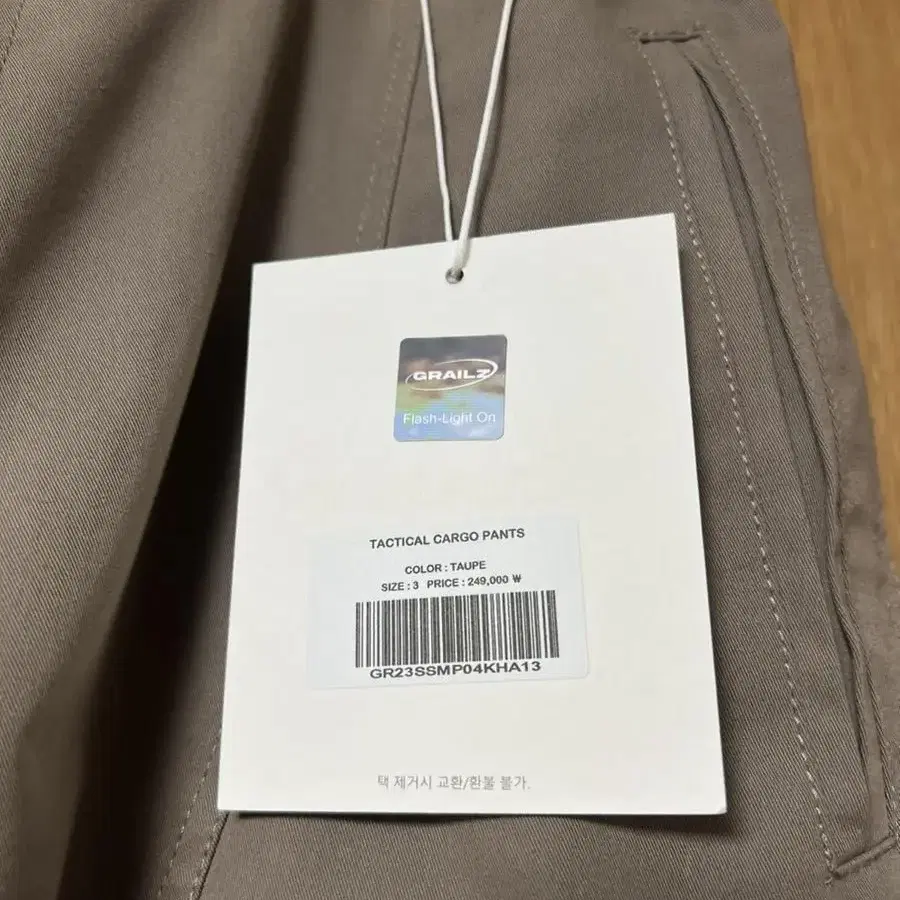 GRAILZ
Flash-Light On
TACTICAL CARGO PANTS
COLOR : TAUPE
SIZE : 3 PRICE : 249,000 ₩
GR23SSMP04KHA13
택 제거시 교환/환불 불가.